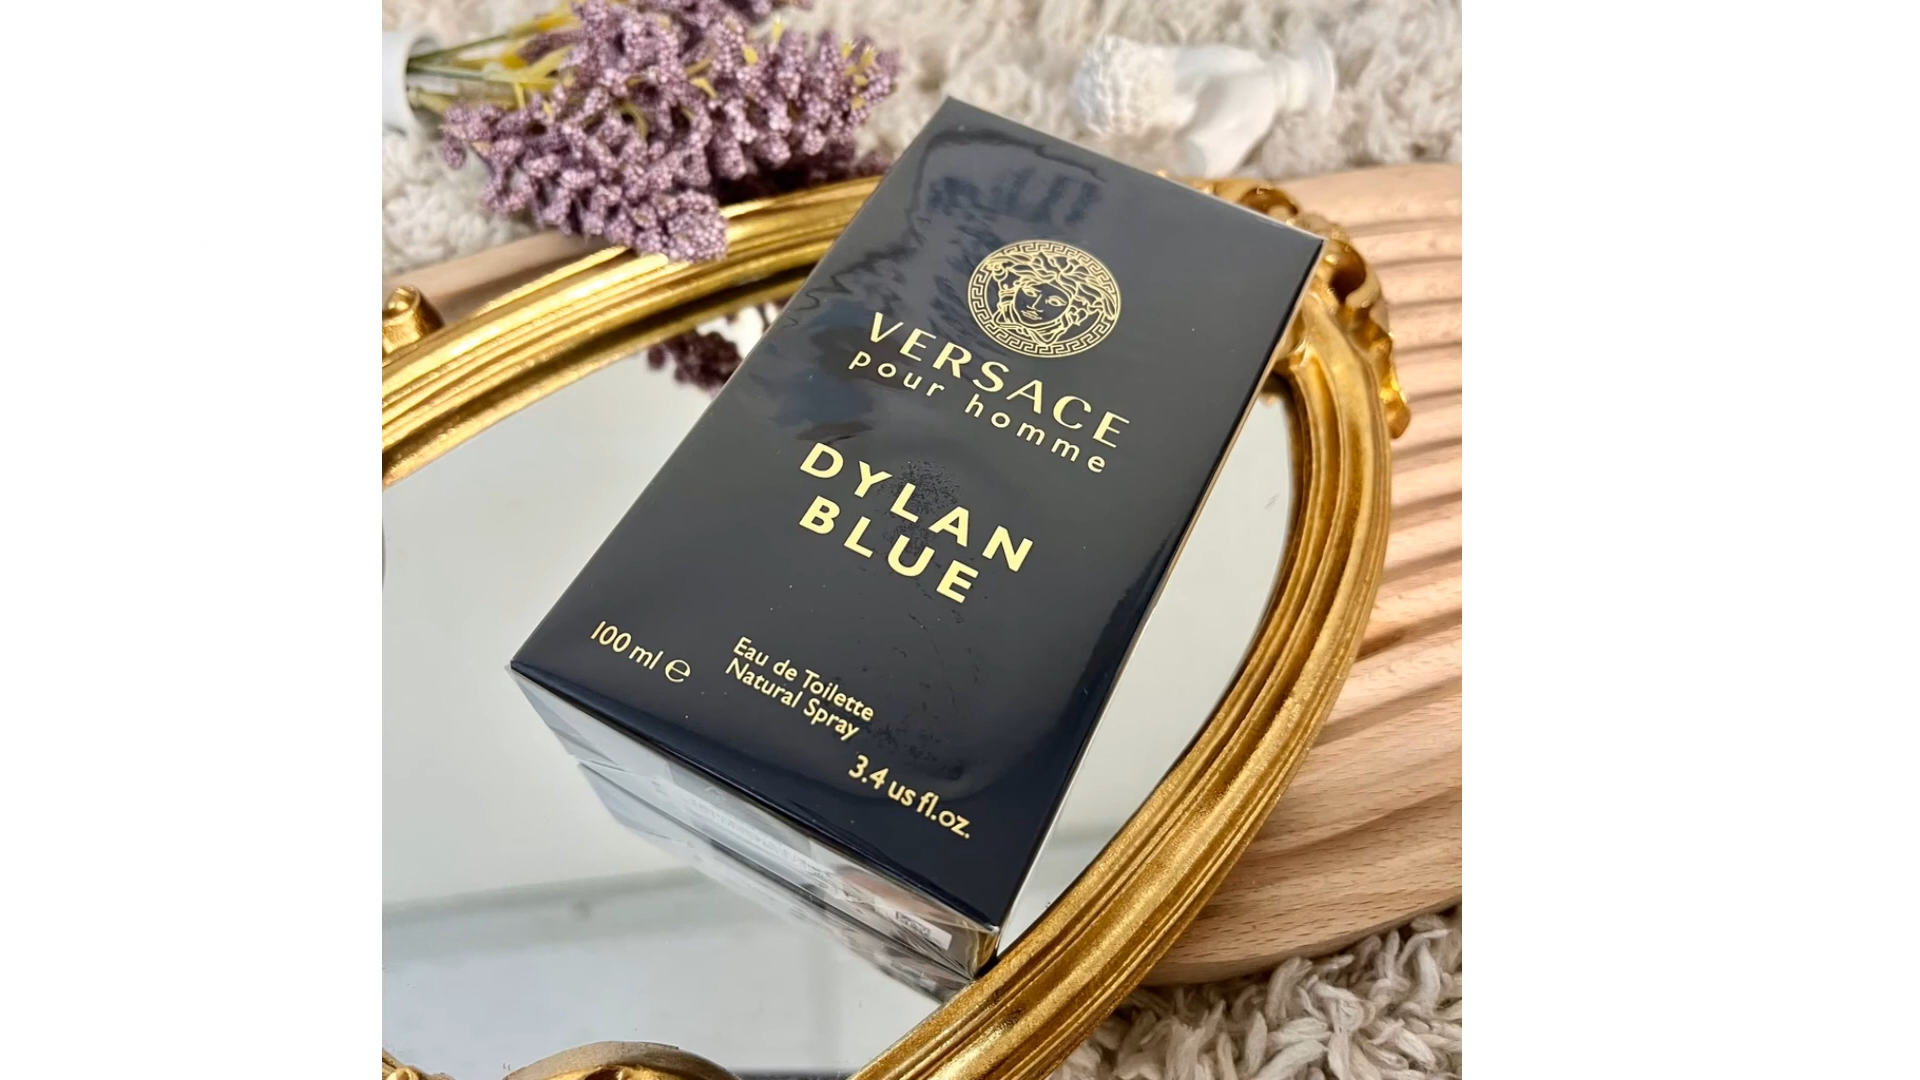 VERSACE
pour homme
DYLAN
BLUE
100 ml ℮
Eau de Toilette
Natural Spray
3.4 us fl.oz.